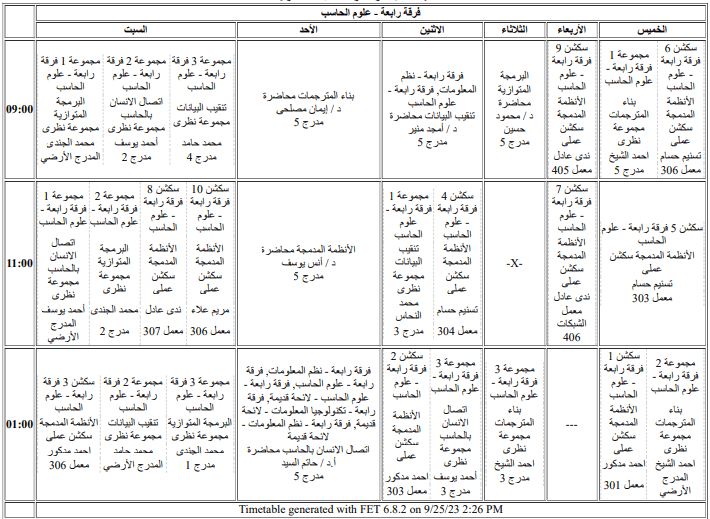 فرقة رابعة - علوم الحاسب
السبت
الأحد
الاثنين
الثلاثاء
الأربعاء
الخميس
09:00
مجموعة 1 فرقة
رابعة - علوم
الحاسب
البرمجة
المتوازية
مجموعة نظرى
محمد الجندى
المدرج الأرضي
مجموعة 2 فرقة
رابعة - علوم
الحاسب
اتصال الانسان
بالحاسب
مجموعة نظرى
أحمد يوسف
مدرج 2
مجموعة 3 فرقة
رابعة - علوم
الحاسب
تنقيب البيانات
مجموعة نظرى
محمد حامد
مدرج 4
بناء المترجمات محاضرة
د / إيمان مصلحى
مدرج 5
فرقة رابعة - نظم
المعلومات, فرقة رابعة -
علوم الحاسب
تنقيب البيانات محاضرة
د / أمجد منير
مدرج 5
البرمجة
المتوازية
محاضرة
د / محمود
حسين
مدرج 5
سكشن 9
فرقة رابعة
- علوم
الحاسب
الأنظمة
المدمجة
سكشن
عملى
ندى عادل
معمل 405
مجموعة 1
فرقة رابعة -
علوم الحاسب
بناء
المترجمات
مجموعة
نظرى
احمد الشيخ
مدرج 5
سكشن 6
فرقة رابعة
- علوم
الحاسب
الأنظمة
المدمجة
سكشن
عملى
تسنيم حسام
معمل 306
11:00
مجموعة 1
فرقة رابعة -
علوم الحاسب
اتصال
الانسان
بالحاسب
مجموعة
نظرى
أحمد يوسف
المدرج
الأرضي
مجموعة 2
فرقة رابعة -
علوم الحاسب
البرمجة
المتوازية
مجموعة
نظرى
محمد الجندى
مدرج 2
سكشن 8
فرقة رابعة
- علوم
الحاسب
الأنظمة
المدمجة
سكشن
عملى
ندى عادل
معمل 307
سكشن 10
فرقة رابعة
- علوم
الحاسب
الأنظمة
المدمجة
سكشن
عملى
مريم علاء
معمل 306
الأنظمة المدمجة محاضرة
د / أنس يوسف
مدرج 5
مجموعة 1
فرقة رابعة
- علوم
الحاسب
تنقيب
البيانات
مجموعة
نظرى
محمد
النحاس
مدرج 3
سكشن 4
فرقة رابعة
- علوم
الحاسب
الأنظمة
المدمجة
سكشن
عملى
تسنيم حسام
معمل 304
-X-
سكشن 7
فرقة رابعة
- علوم
الحاسب
الأنظمة
المدمجة
سكشن
عملى
ندى عادل
معمل
الشبكات
406
سكشن 5 فرقة رابعة - علوم
الحاسب
الأنظمة المدمجة سكشن
عملى
تسنيم حسام
معمل 303
01:00
سكشن 3 فرقة
رابعة - علوم
الحاسب
الأنظمة المدمجة
سكشن عملى
احمد مدكور
معمل 306
مجموعة 2 فرقة
رابعة - علوم
الحاسب
تنقيب البيانات
مجموعة نظرى
محمد حامد
المدرج الأرضي
مجموعة 3 فرقة
رابعة - علوم
الحاسب
البرمجة المتوازية
مجموعة نظرى
محمد الجندى
مدرج 1
فرقة رابعة - نظم المعلومات, فرقة
رابعة - علوم الحاسب, فرقة رابعة -
علوم الحاسب - لائحة قديمة, فرقة
رابعة - تكنولوجيا المعلومات - لائحة
قديمة, فرقة رابعة - نظم المعلومات -
لائحة قديمة
اتصال الانسان بالحاسب محاضرة
أ.د / حاتم السيد
مدرج 5
سكشن 2
فرقة رابعة
- علوم
الحاسب
الأنظمة
المدمجة
سكشن
عملى
احمد مدكور
معمل 303
مجموعة 3
فرقة رابعة -
علوم الحاسب
اتصال
الانسان
بالحاسب
مجموعة
نظرى
أحمد يوسف
مدرج 3
مجموعة 3
فرقة رابعة -
علوم الحاسب
بناء
المترجمات
مجموعة
نظرى
احمد الشيخ
مدرج 3
---
سكشن 1
فرقة رابعة
- علوم
الحاسب
الأنظمة
المدمجة
سكشن
عملى
احمد مدكور
معمل 301
مجموعة 2
فرقة رابعة -
علوم الحاسب
بناء
المترجمات
مجموعة
نظرى
احمد الشيخ
المدرج
الأرضي
Timetable generated with FET 6.8.2 on 9/25/23 2:26 PM